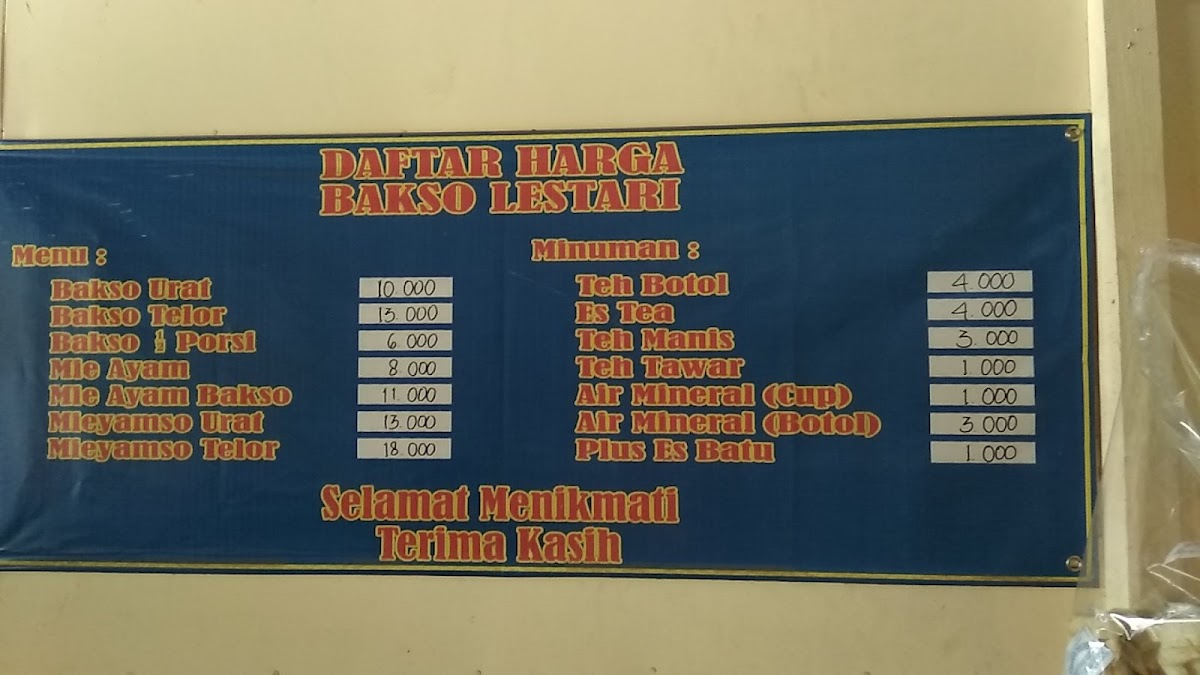 DAFTAR HARGA
BAKSO LESTARI
Menu :
Bakso Urat 10.000
Bakso Telor 13.000
Bakso ½ Porsi 6.000
Mie Ayam 8.000
Mie Ayam Bakso 11.000
Mieyamso Urat 13.000
Mieyamso Telor 18.000
Minuman :
Teh Botol 4.000
Es Tea 4.000
Teh Manis 3.000
Teh Tawar 1.000
Air Mineral (Cup) 1.000
Air Mineral (Botol) 3.000
Plus Es Batu 1.000
Selamat Menikmati
Terima Kasih